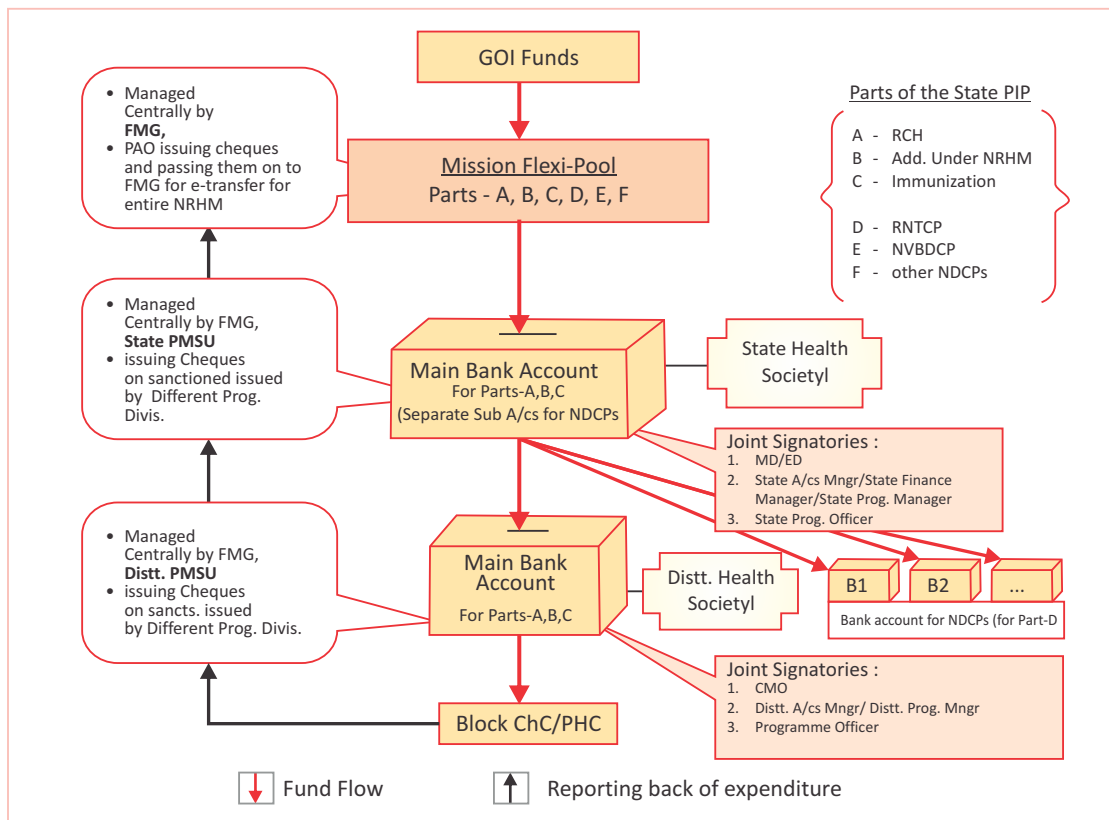 GOI Funds
Mission Flexi-Pool
Parts - A, B, C, D, E, F
• Managed
Centrally by
FMG,
• PAO issuing cheques
and passing them on to
FMG for e-transfer for
entire NRHM
Parts of the State PIP
A - RCH
B - Add. Under NRHM
C - Immunization
D - RNTCP
E - NVBDCP
F - other NDCPs
• Managed
Centrally by FMG,
State PMSU
• issuing Cheques
on sanctioned issued
by Different Prog.
Divis.
Main Bank Account
For Parts-A,B,C
(Separate Sub A/cs for NDCPs
State Health
Societyl
Joint Signatories :
1. MD/ED
2. State A/cs Mngr/State Finance
Manager/State Prog. Manager
3. State Prog. Officer
• Managed
Centrally by FMG,
Distt. PMSU
• issuing Cheques
on sancts. issued
by Different Prog. Divis.
Main Bank
Account
For Parts-A,B,C
Distt. Health
Societyl
B1
B2
...
Bank account for NDCPs (for Part-D
Joint Signatories :
1. CMO
2. Distt. A/cs Mngr/ Distt. Prog. Mngr
3. Programme Officer
Block ChC/PHC
Fund Flow
Reporting back of expenditure